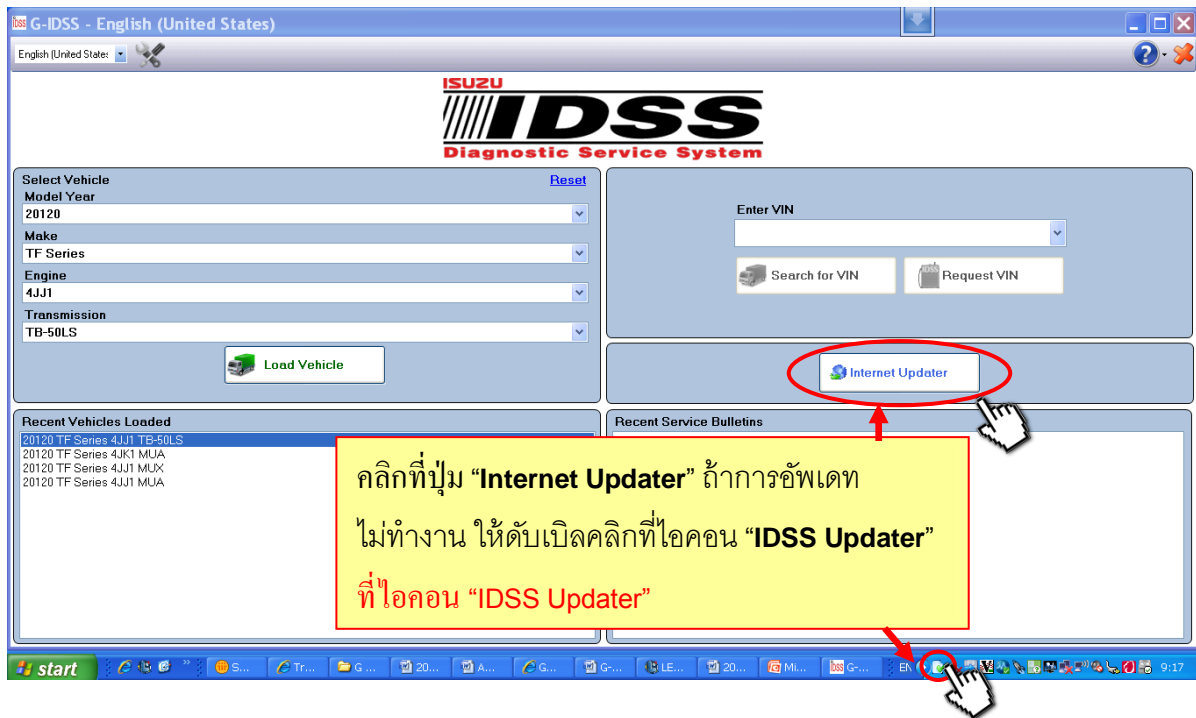 G-IDSS - English (United States)
English (United State:
ISUZU
IDSS
Diagnostic Service System
Select Vehicle
Reset
Model Year
20120
Make
TF Series
Engine
4JJ1
Transmission
TB-50LS
Load Vehicle
Enter VIN
Search for VIN
Request VIN
Internet Updater
Recent Vehicles Loaded
20120 TF Series 4JJ1 TB-50LS
20120 TF Series 4JK1 MUA
20120 TF Series 4JJ1 MUX
20120 TF Series 4JJ1 MUA
Recent Service Bulletins
คลิกที่ปุ่ม “Internet Updater” ถ้าการอัพเดท
ไม่ทำงาน ให้ดับเบิลคลิกที่ไอคอน “IDSS Updater”
ที่ไอคอน “IDSS Updater”
start S... Tr... G ... 20... A... G... G-... LE... 20... Mi... G-... EN 9:17